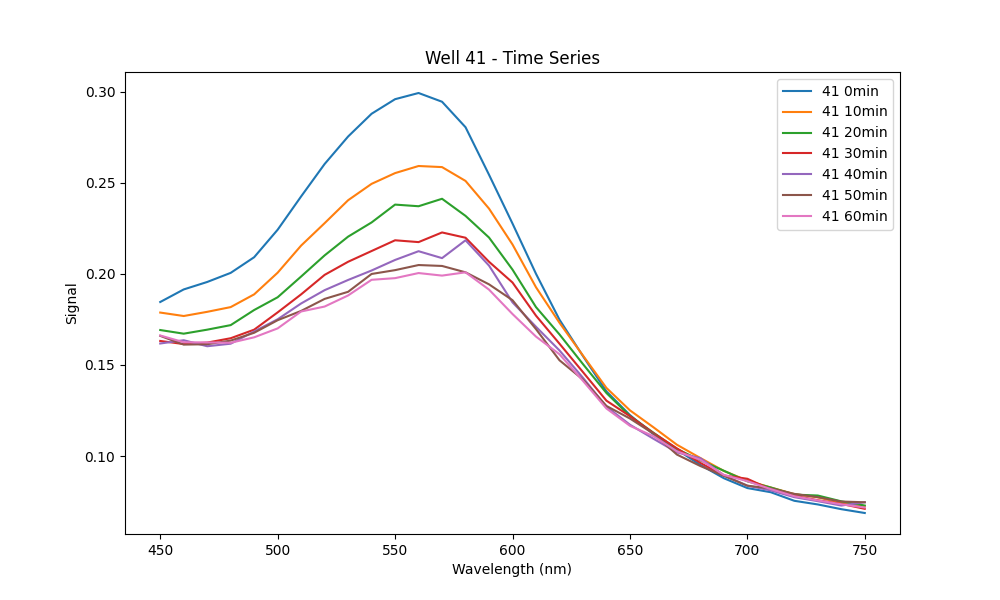 Well 41 - Time Series
41 0min
41 10min
41 20min
41 30min
41 40min
41 50min
41 60min
Signal
0.30
0.25
0.20
0.15
0.10
450 500 550 600 650 700 750
Wavelength (nm)